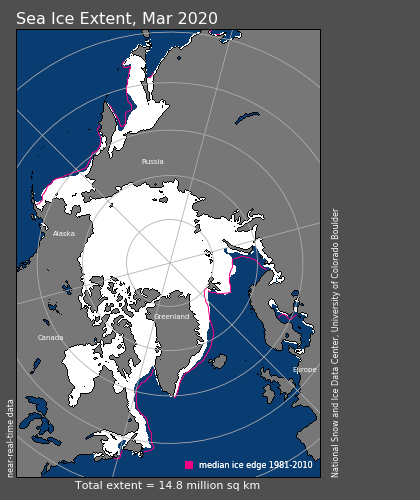 Sea Ice Extent, Mar 2020
Russia
Alaska
Greenland
Canada
Europe
median ice edge 1981-2010
Total extent = 14.8 million sq km
near-real-time data
National Snow and Ice Data Center, University of Colorado Boulder